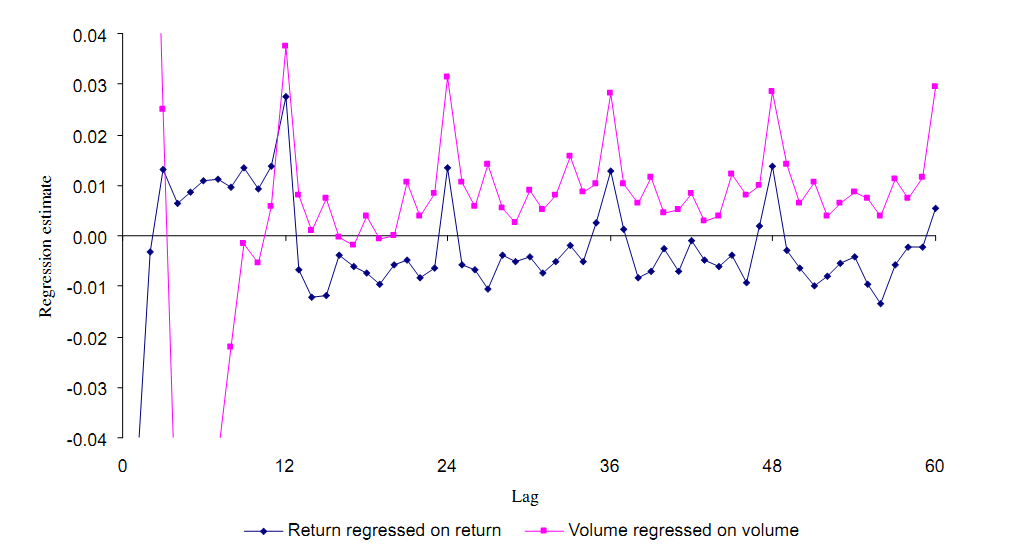 0.04
0.03
0.02
0.01
0.00
-0.01
-0.02
-0.03
-0.04
Regression estimate
0 12 24 36 48 60
Lag
Return regressed on return Volume regressed on volume